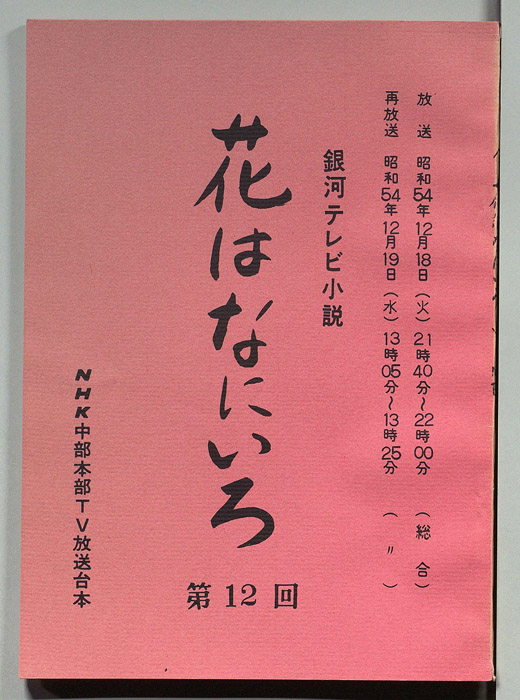 放送　昭和54年12月18日（火）21時40分〜22時00分　（総合）
再放送　昭和54年12月19日（水）13時05分〜13時25分　（〃）
銀河テレビ小説
花はなにいろ
第12回
NHK中部本部TV放送台本